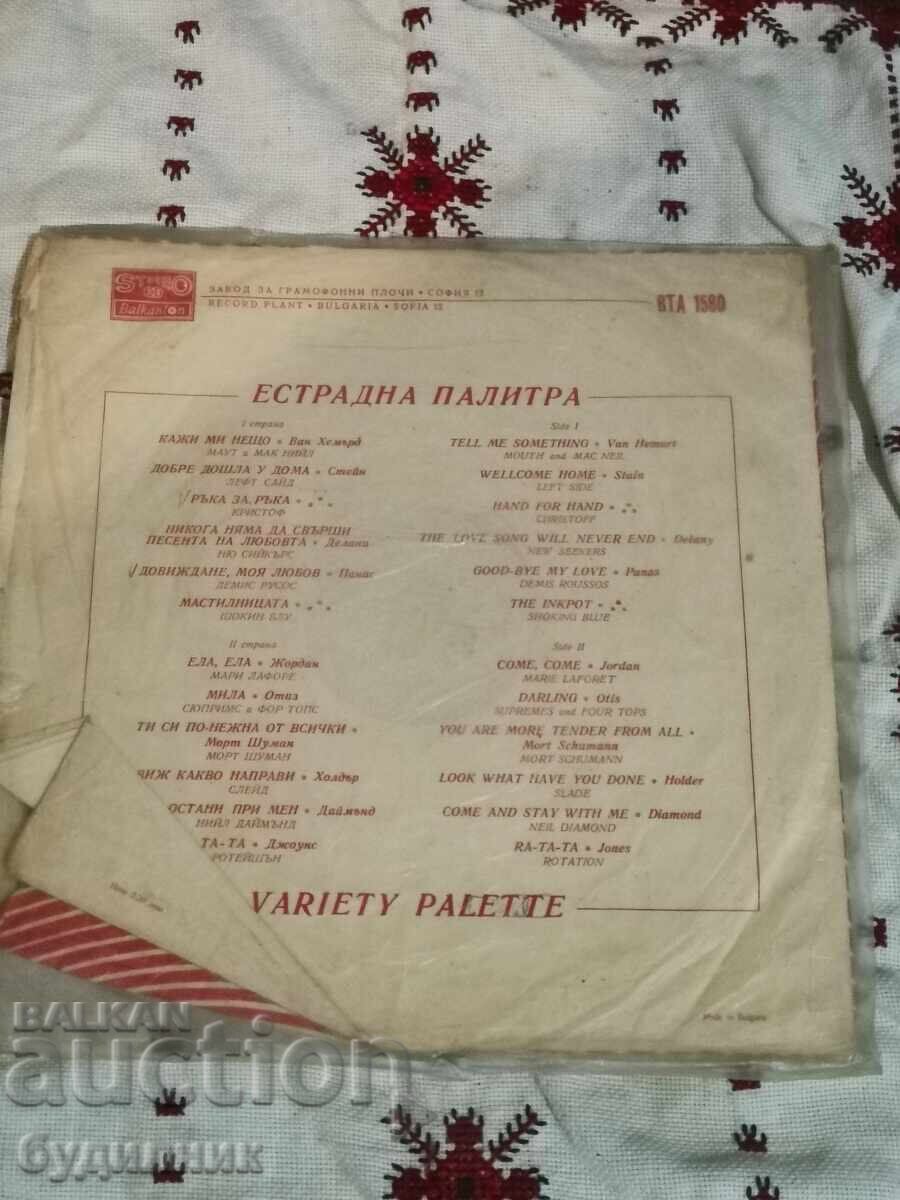 STEREO
Balkanton
ЗАВОД ЗА ГРАМОФОННИ ПЛОЧИ • СОФИЯ 12
RECORD PLANT • BULGARIA • SOFIA 12
ВТА 1580
ЕСТРАДНА ПАЛИТРА
I страна
КАЖИ МИ НЕЩО • Ван Хемърд
МАУТ и МАК НИЙЛ
ДОБРЕ ДОШЛА У ДОМА • Стейн
ЛЕФТ САЙД
РЪКА ЗА РЪКА • * * *
КРИСТОФ
НИКОГА НЯМА ДА СВЪРШИ
ПЕСЕНТА НА ЛЮБОВТА • Делани
НЮ СИЙКЪРС
ДОВИЖДАНЕ, МОЯ ЛЮБОВ • Панас
ДЕМИС РУСОС
МАСТИЛНИЦАТА • * * *
ШОКИН БЛУ
II страна
ЕЛА, ЕЛА • Жордан
МАРИ ЛАФОРЕ
МИЛА • Отиз
СЮПРИМС и ФОР ТОПС
ТИ СИ ПО-НЕЖНА ОТ ВСИЧКИ •
Морт Шуман
МОРТ ШУМАН
ВИЖ КАКВО НАПРАВИ • Холдър
СЛЕЙД
ОСТАНИ ПРИ МЕН • Даймънд
НИЙЛ ДАЙМЪНД
ТА-ТА • Джоунс
РОТЕЙШЪН
Side I
TELL ME SOMETHING • Van Hemert
MOUTH and MAC NEIL
WELLCOME HOME • Stain
LEFT SIDE
HAND FOR HAND • * * *
CHRISTOFF
THE LOVE SONG WILL NEVER END • Delany
NEW SEEKERS
GOOD-BYE MY LOVE • Panas
DEMIS ROUSSOS
THE INKPOT • * * *
SHOKING BLUE
Side II
COME, COME • Jordan
MARIE LAFORET
DARLING • Otis
SUPREMES and FOUR TOPS
YOU ARE MORE TENDER FROM ALL •
Mort Schumann
MORT SCHUMANN
LOOK WHAT HAVE YOU DONE • Holder
SLADE
COME AND STAY WITH ME • Diamond
NEIL DIAMOND
RA-TA-TA • Jones
ROTATION
VARIETY PALETTE
Made in Bulgaria
BALKAN
auction
будилник